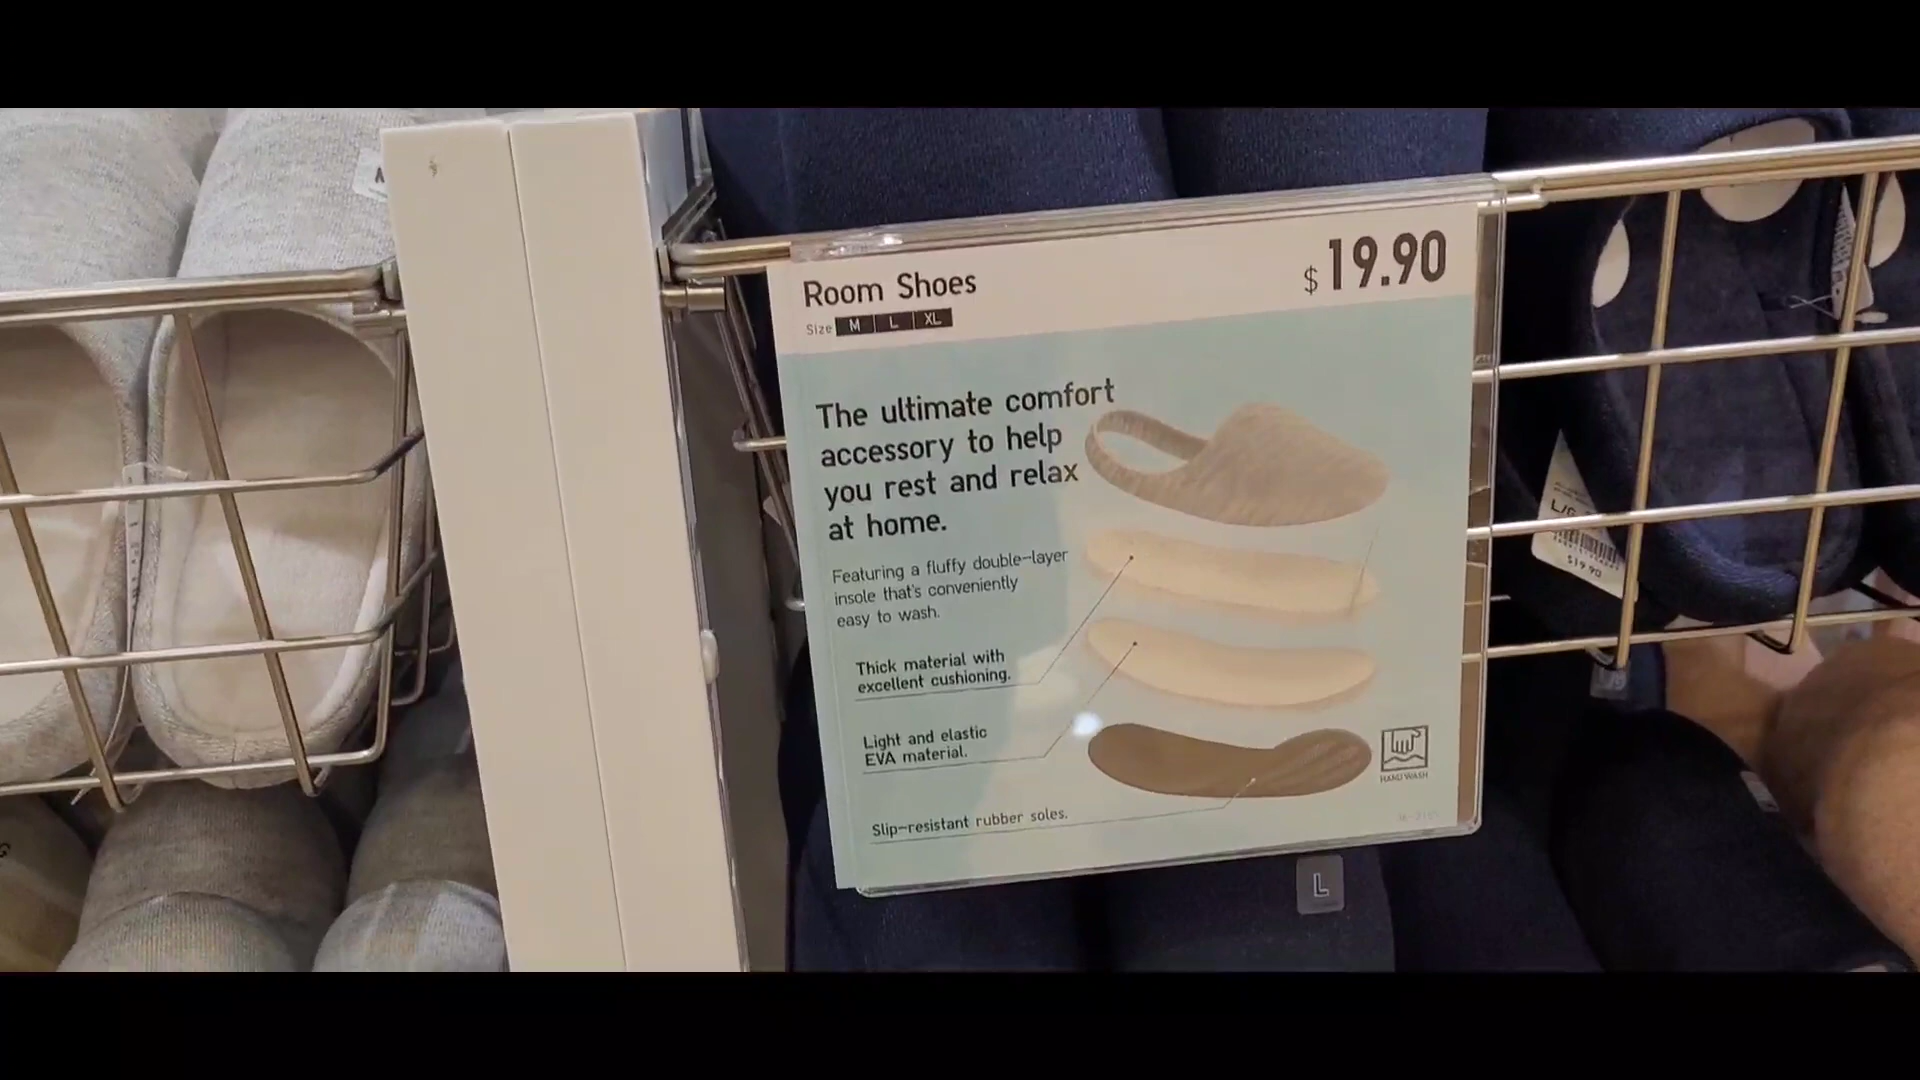 Room Shoes
$19.90
Size M L XL
The ultimate comfort
accessory to help
you rest and relax
at home.
Featuring a fluffy double-layer
insole that's conveniently
easy to wash.
Thick material with
excellent cushioning.
Light and elastic
EVA material.
Slip-resistant rubber soles.
HAND WASH
L
$19.90